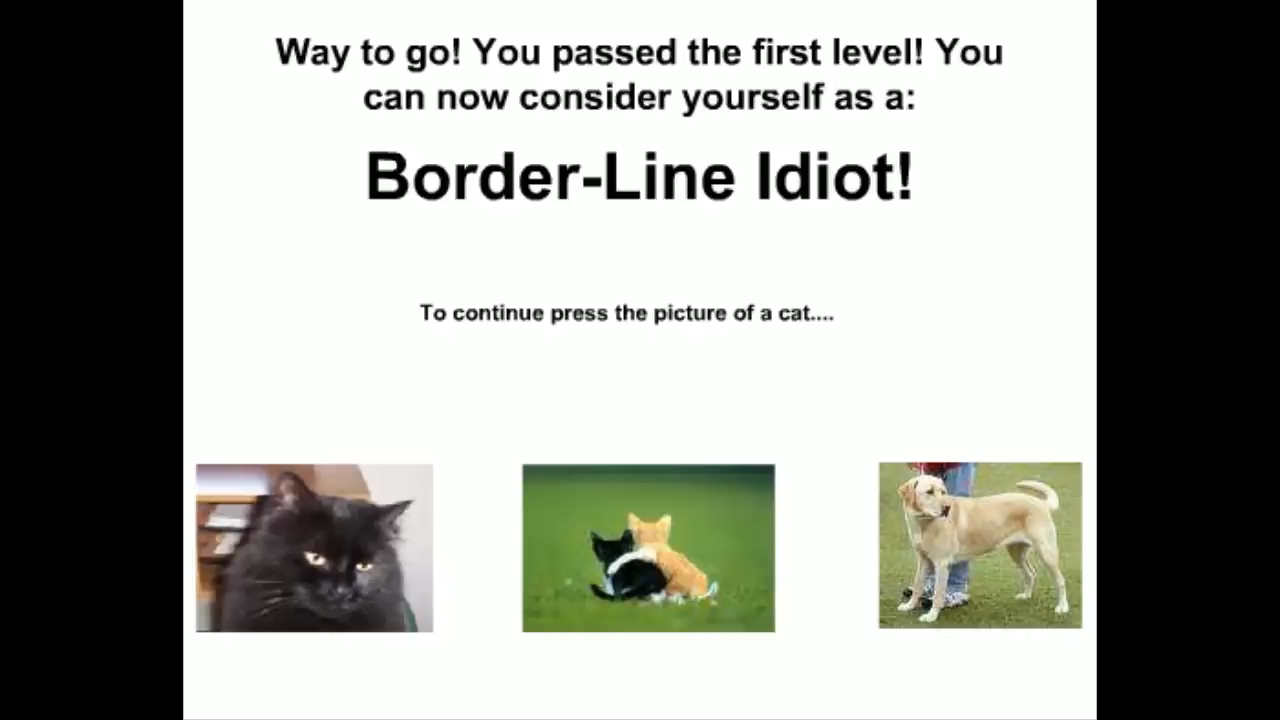 Way to go! You passed the first level! You
can now consider yourself as a:
Border-Line Idiot!
To continue press the picture of a cat....